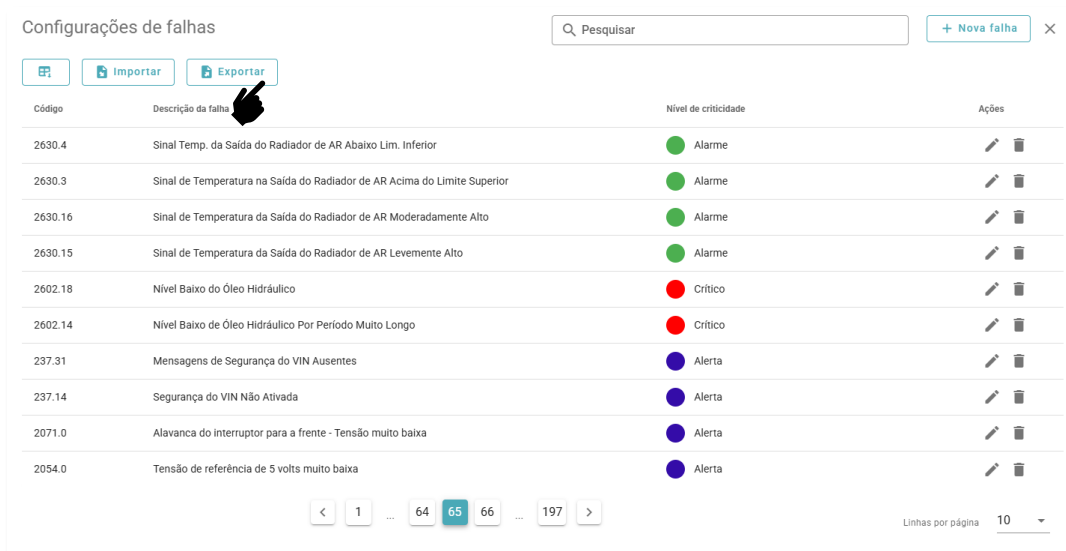 Configurações de falhas
Pesquisar
+ Nova falha
Importar
Exportar
Código Descrição da falha Nível de criticidade Ações
2630.4 Sinal Temp. da Saída do Radiador de AR Abaixo Lim. Inferior Alarme
2630.3 Sinal de Temperatura na Saída do Radiador de AR Acima do Limite Superior Alarme
2630.16 Sinal de Temperatura da Saída do Radiador de AR Moderadamente Alto Alarme
2630.15 Sinal de Temperatura da Saída do Radiador de AR Levemente Alto Alarme
2602.18 Nível Baixo do Óleo Hidráulico Crítico
2602.14 Nível Baixo de Óleo Hidráulico Por Período Muito Longo Crítico
237.31 Mensagens de Segurança do VIN Ausentes Alerta
237.14 Segurança do VIN Não Ativada Alerta
2071.0 Alavanca do interruptor para a frente - Tensão muito baixa Alerta
2054.0 Tensão de referência de 5 volts muito baixa Alerta
< 1 ... 64 65 66 ... 197 >
Linhas por página 10